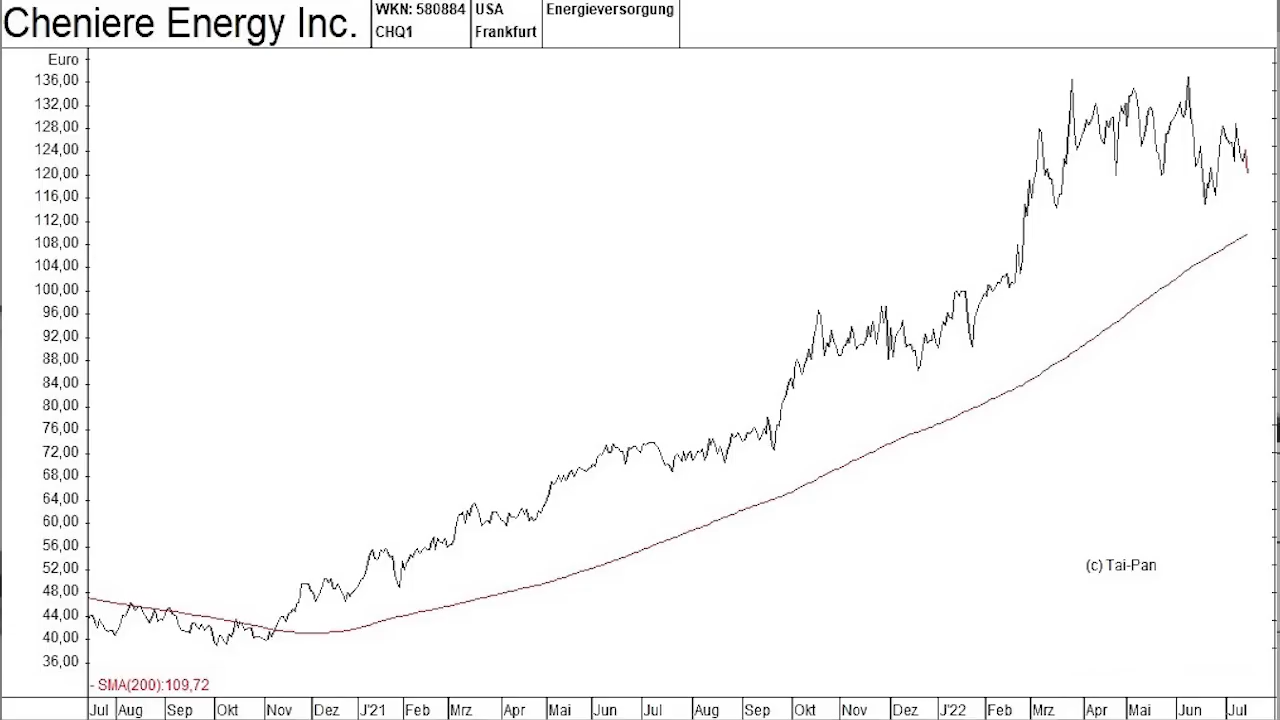 Cheniere Energy Inc.
WKN: 580884
CHQ1
USA
Frankfurt
Energieversorgung
Euro
136,00
132,00
128,00
124,00
120,00
116,00
112,00
108,00
104,00
100,00
96,00
92,00
88,00
84,00
80,00
76,00
72,00
68,00
64,00
60,00
56,00
52,00
48,00
44,00
40,00
36,00
(c) Tai-Pan
- SMA(200):109,72
Jul Aug Sep Okt Nov Dez J'21 Feb Mrz Apr Mai Jun Jul Aug Sep Okt Nov Dez J'22 Feb Mrz Apr Mai Jun Jul